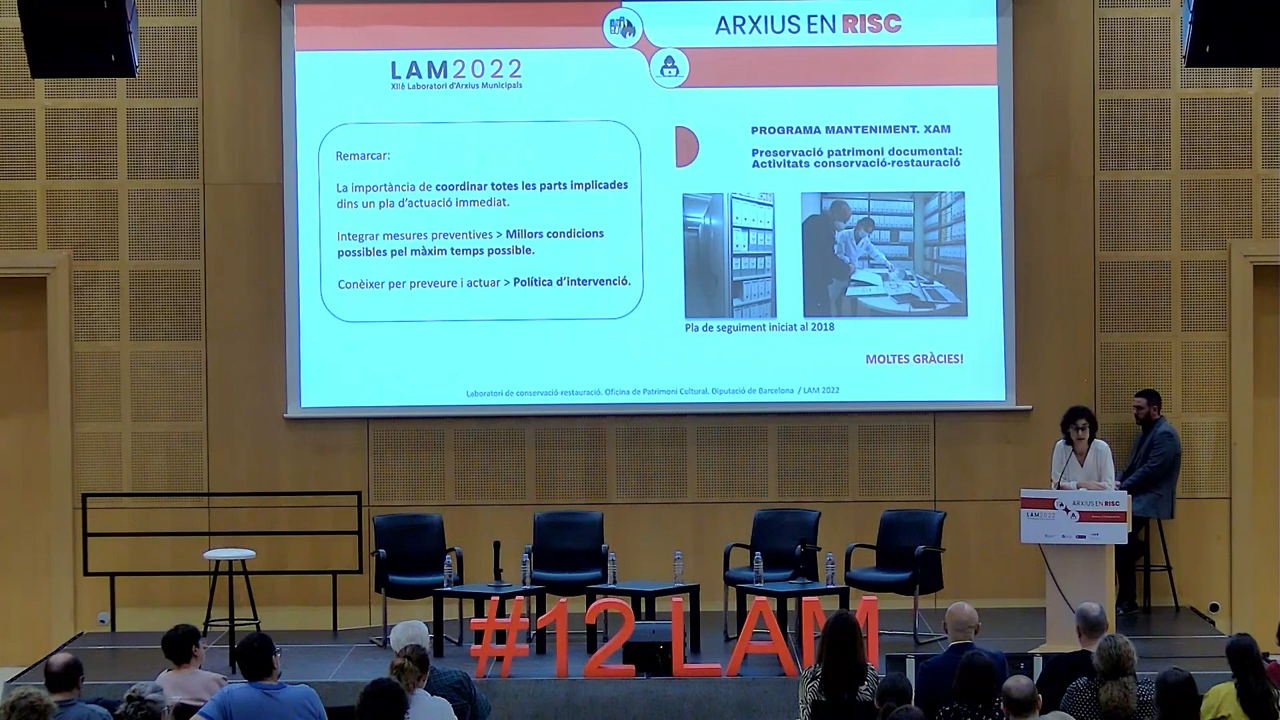 ARXIUS EN RISC
LAM2022
XIIè Laboratori d'Arxius Municipals
Remarcar:
La importància de coordinar totes les parts implicades
dins un pla d'actuació immediat.
Integrar mesures preventives > Millors condicions
possibles pel màxim temps possible.
Conèixer per preveure i actuar > Política d'intervenció.
PROGRAMA MANTENIMENT. XAM
Preservació patrimoni documental:
Activitats conservació-restauració
Pla de seguiment iniciat al 2018
MOLTES GRÀCIES!
Laboratori de conservació-restauració. Oficina de Patrimoni Cultural. Diputació de Barcelona / LAM 2022
ARXIUS EN RISC
LAM2022
#12 LAM